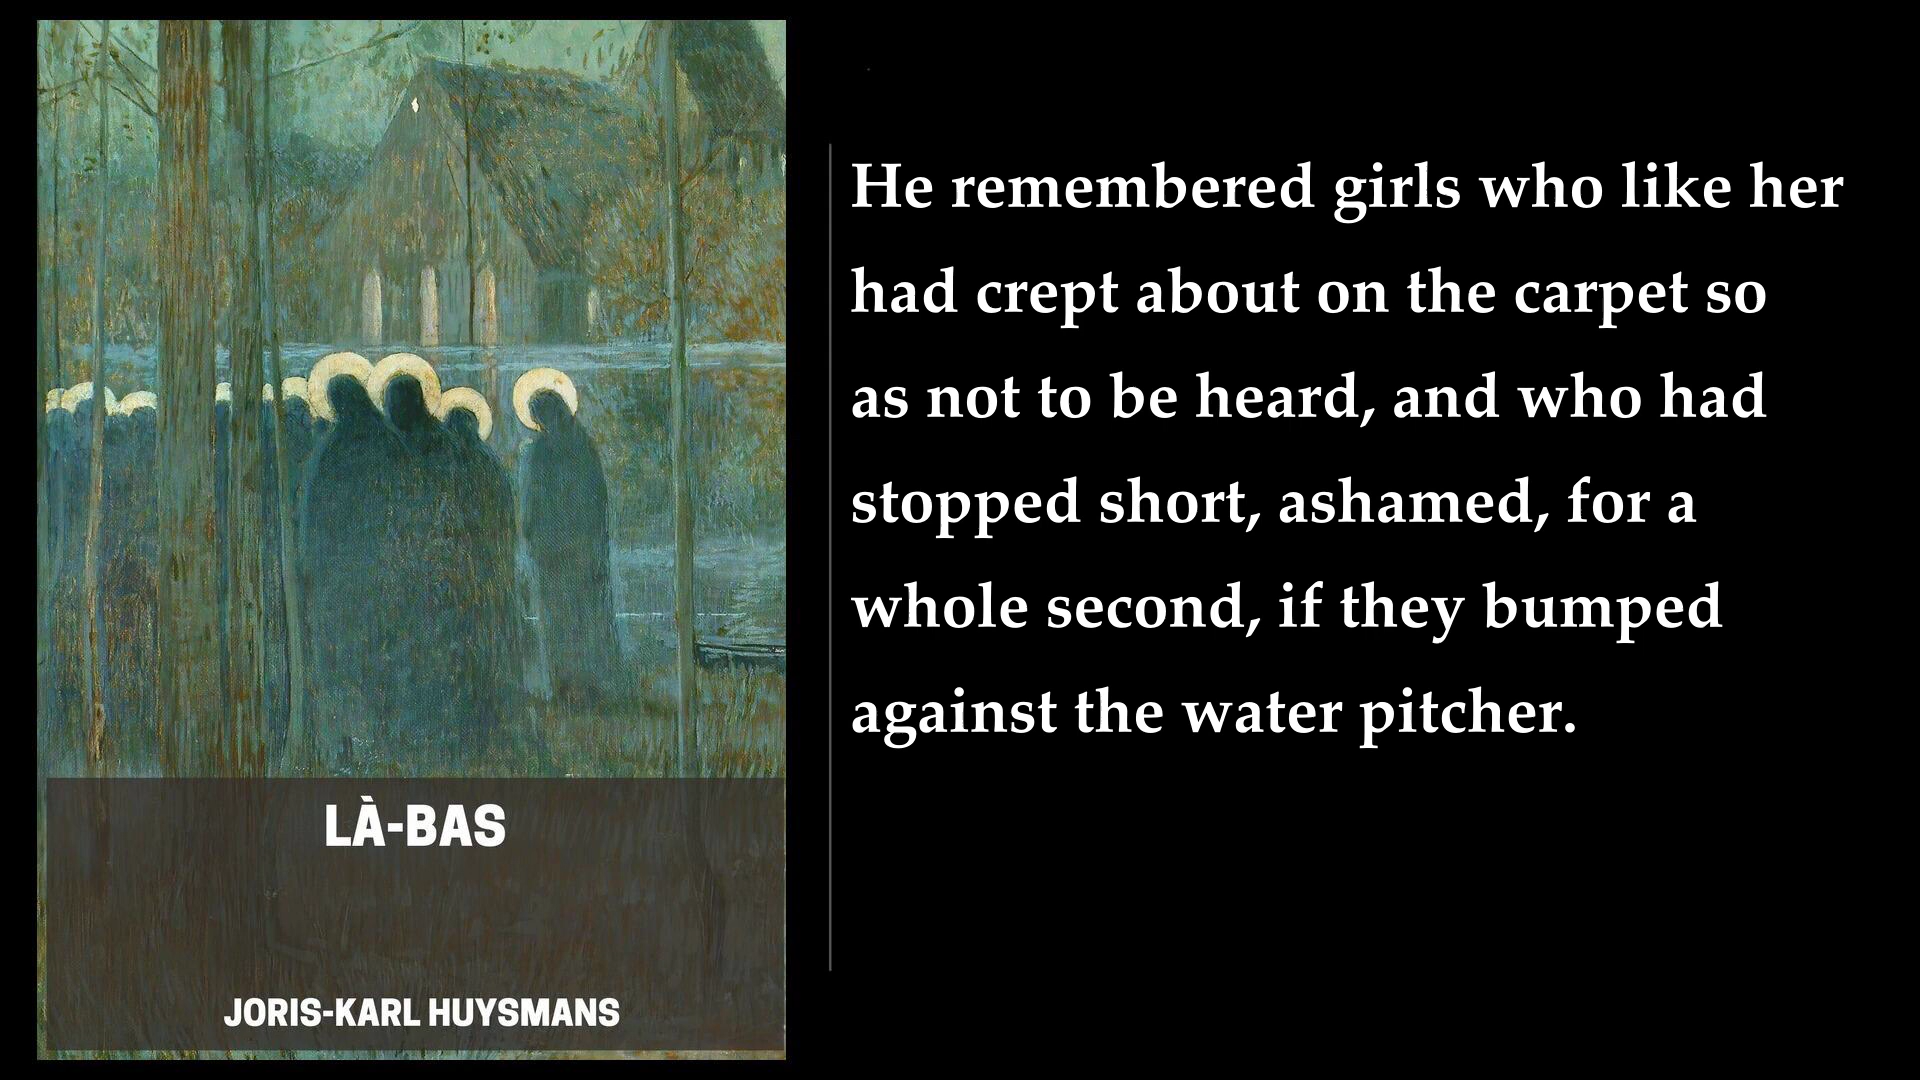 LÀ-BAS
JORIS-KARL HUYSMANS
He remembered girls who like her
had crept about on the carpet so
as not to be heard, and who had
stopped short, ashamed, for a
whole second, if they bumped
against the water pitcher.